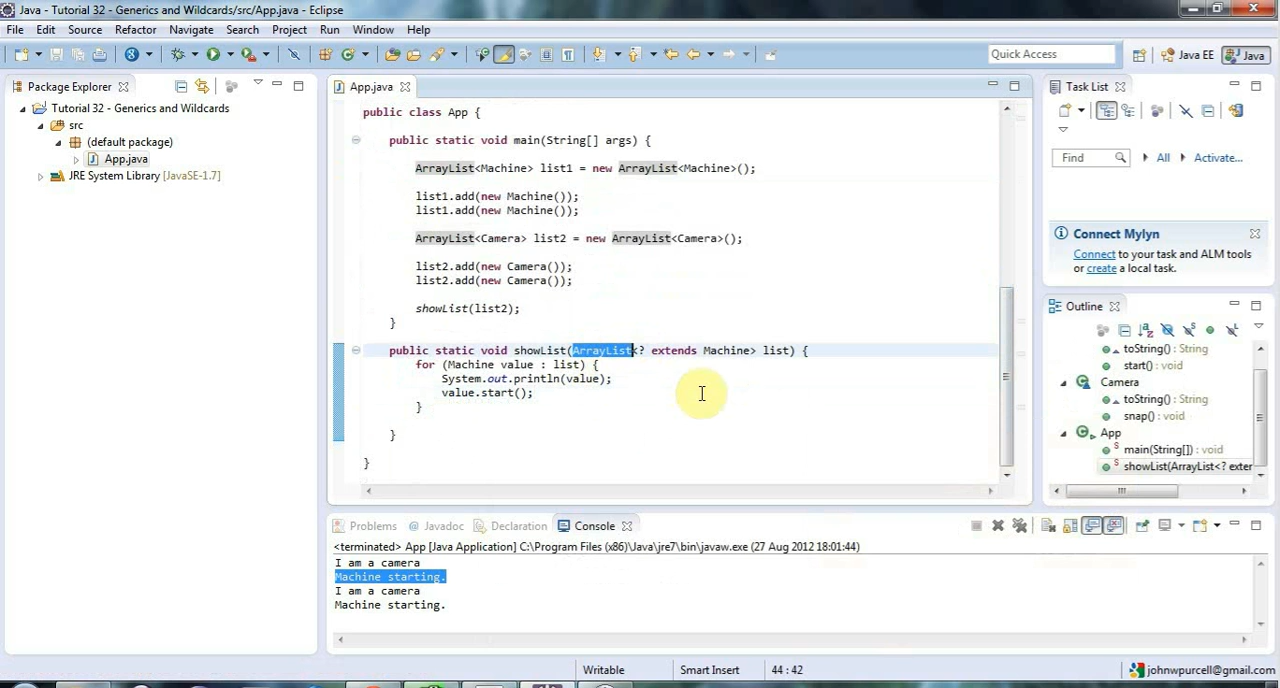 Java - Tutorial 32 - Generics and Wildcards/src/App.java - Eclipse
File Edit Source Refactor Navigate Search Project Run Window Help
Quick Access Java EE Java
Package Explorer
Tutorial 32 - Generics and Wildcards
src
(default package)
App.java
JRE System Library [JavaSE-1.7]
App.java
public class App {
public static void main(String[] args) {
ArrayList<Machine> list1 = new ArrayList<Machine>();
list1.add(new Machine());
list1.add(new Machine());
ArrayList<Camera> list2 = new ArrayList<Camera>();
list2.add(new Camera());
list2.add(new Camera());
showList(list2);
}
public static void showList(ArrayList<? extends Machine> list) {
for (Machine value : list) {
System.out.println(value);
value.start();
}
}
}
Task List
Find All Activate...
Connect Mylyn
Connect to your task and ALM tools
or create a local task.
Outline
toString() : String
start() : void
Camera
toString() : String
snap() : void
App
main(String[]) : void
showList(ArrayList<? exter
Problems @ Javadoc Declaration Console
<terminated> App [Java Application] C:\Program Files (x86)\Java\jre7\bin\javaw.exe (27 Aug 2012 18:01:44)
I am a camera
Machine starting.
I am a camera
Machine starting.
Writable Smart Insert 44 : 42 johnwpurcell@gmail.com